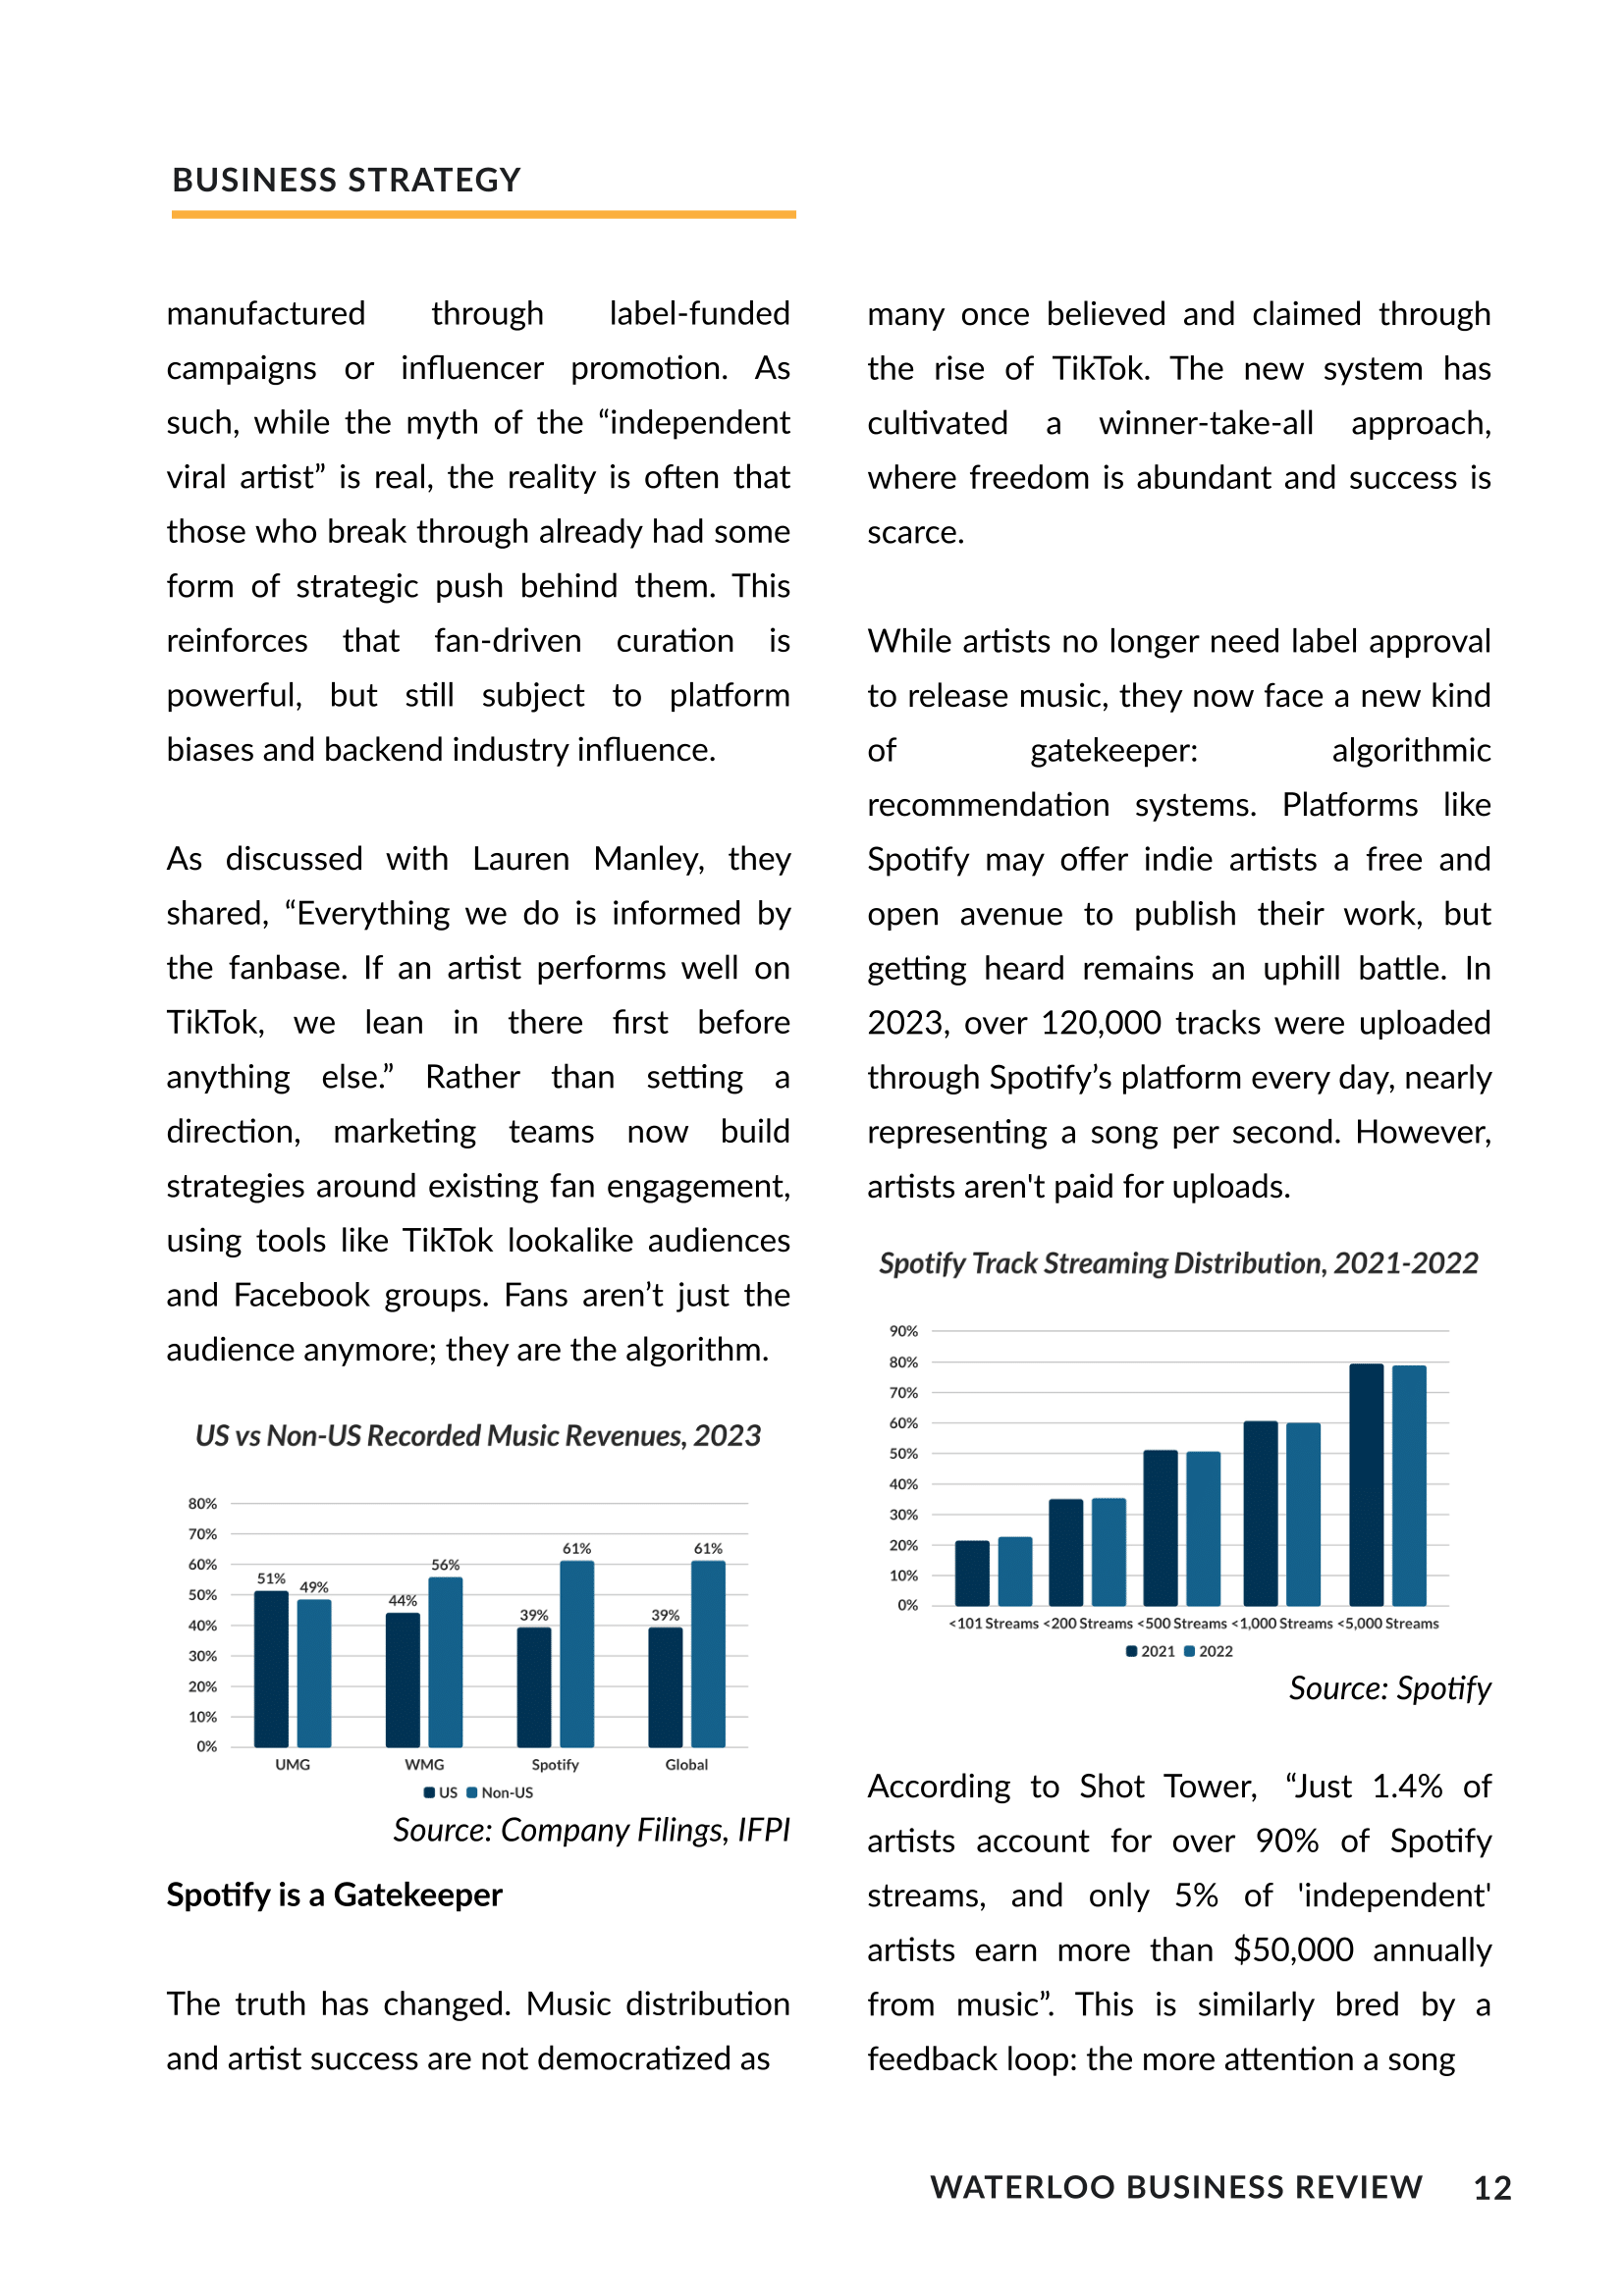 BUSINESS STRATEGY
manufactured through label-funded
campaigns or influencer promotion. As
such, while the myth of the “independent
viral artist” is real, the reality is often that
those who break through already had some
form of strategic push behind them. This
reinforces that fan-driven curation is
powerful, but still subject to platform
biases and backend industry influence.
As discussed with Lauren Manley, they
shared, “Everything we do is informed by
the fanbase. If an artist performs well on
TikTok, we lean in there first before
anything else.” Rather than setting a
direction, marketing teams now build
strategies around existing fan engagement,
using tools like TikTok lookalike audiences
and Facebook groups. Fans aren’t just the
audience anymore; they are the algorithm.
US vs Non-US Recorded Music Revenues, 2023
80%
70%
60%
50%
40%
30%
20%
10%
0%
51% 49% 44% 56% 39% 61% 39% 61%
UMG WMG Spotify Global
US Non-US
Source: Company Filings, IFPI
Spotify is a Gatekeeper
The truth has changed. Music distribution
and artist success are not democratized as
many once believed and claimed through
the rise of TikTok. The new system has
cultivated a winner-take-all approach,
where freedom is abundant and success is
scarce.
While artists no longer need label approval
to release music, they now face a new kind
of gatekeeper: algorithmic
recommendation systems. Platforms like
Spotify may offer indie artists a free and
open avenue to publish their work, but
getting heard remains an uphill battle. In
2023, over 120,000 tracks were uploaded
through Spotify’s platform every day, nearly
representing a song per second. However,
artists aren't paid for uploads.
Spotify Track Streaming Distribution, 2021-2022
90%
80%
70%
60%
50%
40%
30%
20%
10%
0%
<101 Streams <200 Streams <500 Streams <1,000 Streams <5,000 Streams
2021 2022
Source: Spotify
According to Shot Tower, “Just 1.4% of
artists account for over 90% of Spotify
streams, and only 5% of 'independent'
artists earn more than $50,000 annually
from music”. This is similarly bred by a
feedback loop: the more attention a song
WATERLOO BUSINESS REVIEW 12